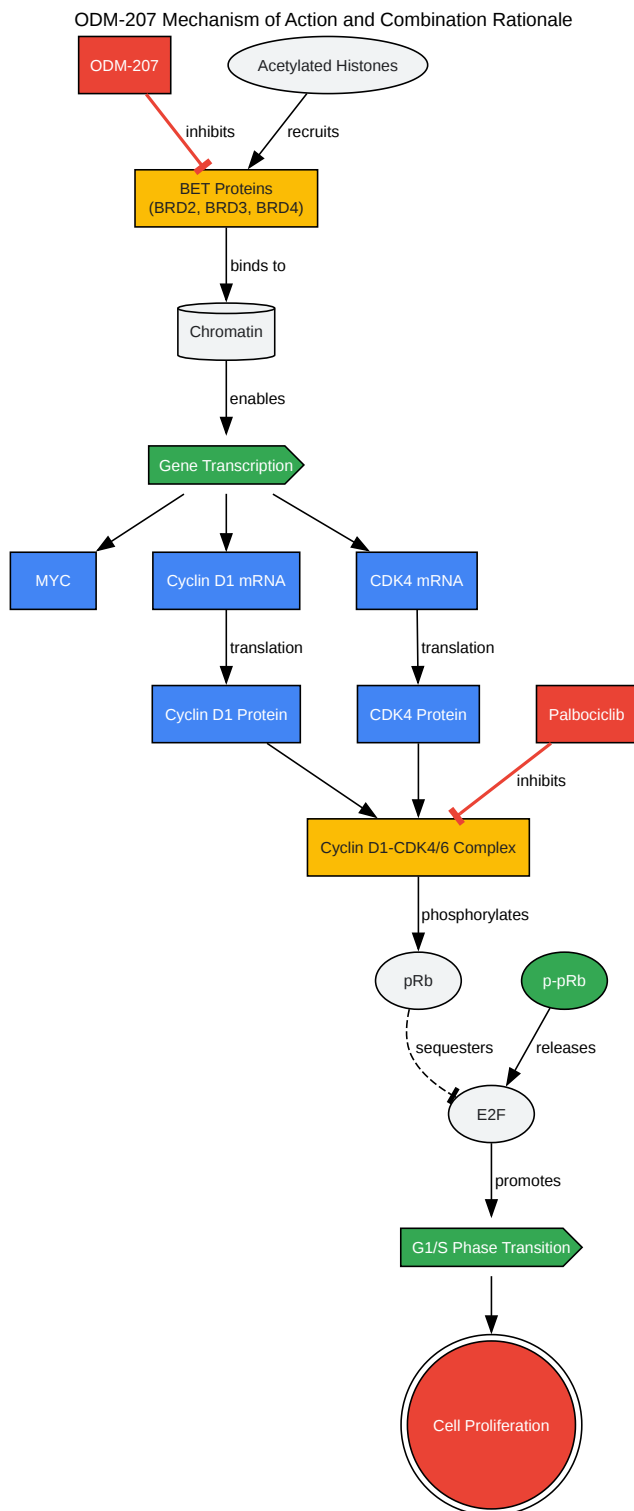 ODM-207 Mechanism of Action and Combination Rationale
ODM-207
Acetylated Histones
inhibits
recruits
BET Proteins
(BRD2, BRD3, BRD4)
binds to
Chromatin
enables
Gene Transcription
MYC
Cyclin D1 mRNA
CDK4 mRNA
translation
translation
Cyclin D1 Protein
CDK4 Protein
Palbociclib
inhibits
Cyclin D1-CDK4/6 Complex
phosphorylates
pRb
p-pRb
sequesters
releases
E2F
promotes
G1/S Phase Transition
Cell Proliferation